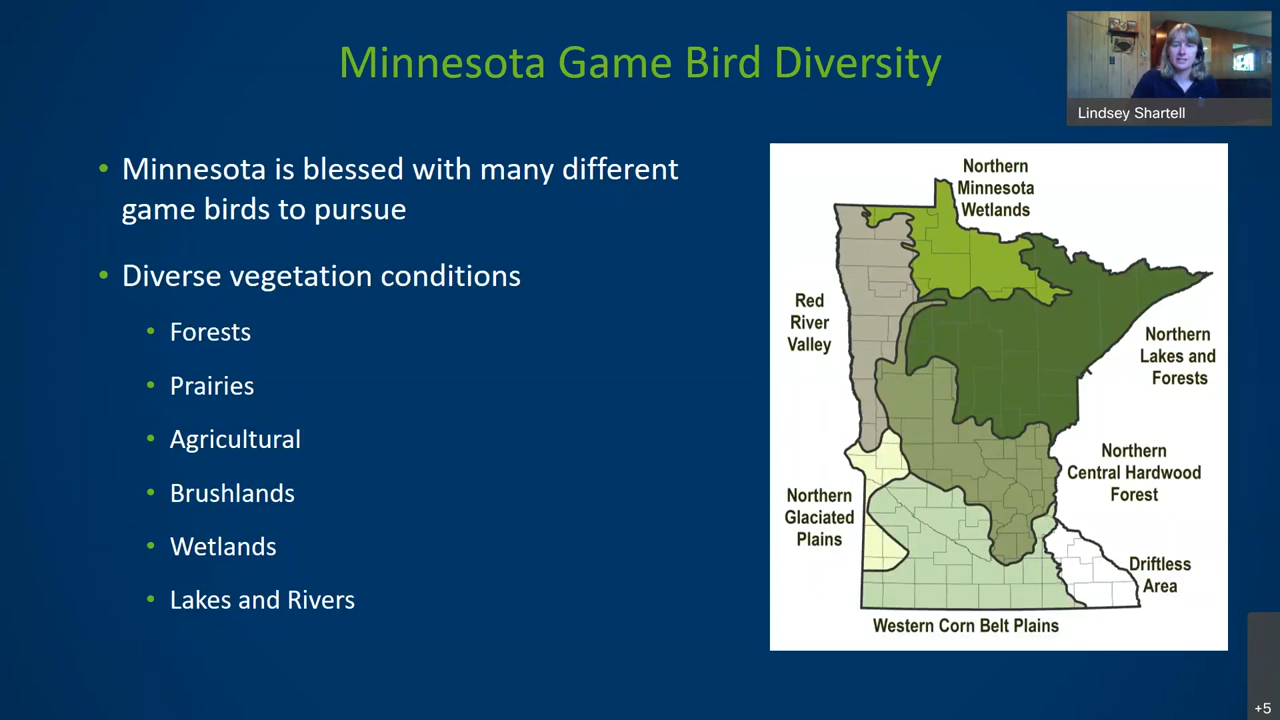 Minnesota Game Bird Diversity
Lindsey Shartell
• Minnesota is blessed with many different
game birds to pursue
• Diverse vegetation conditions
• Forests
• Prairies
• Agricultural
• Brushlands
• Wetlands
• Lakes and Rivers
Northern
Minnesota
Wetlands
Red
River
Valley
Northern
Lakes and
Forests
Northern
Central Hardwood
Forest
Northern
Glaciated
Plains
Driftless
Area
Western Corn Belt Plains
+5